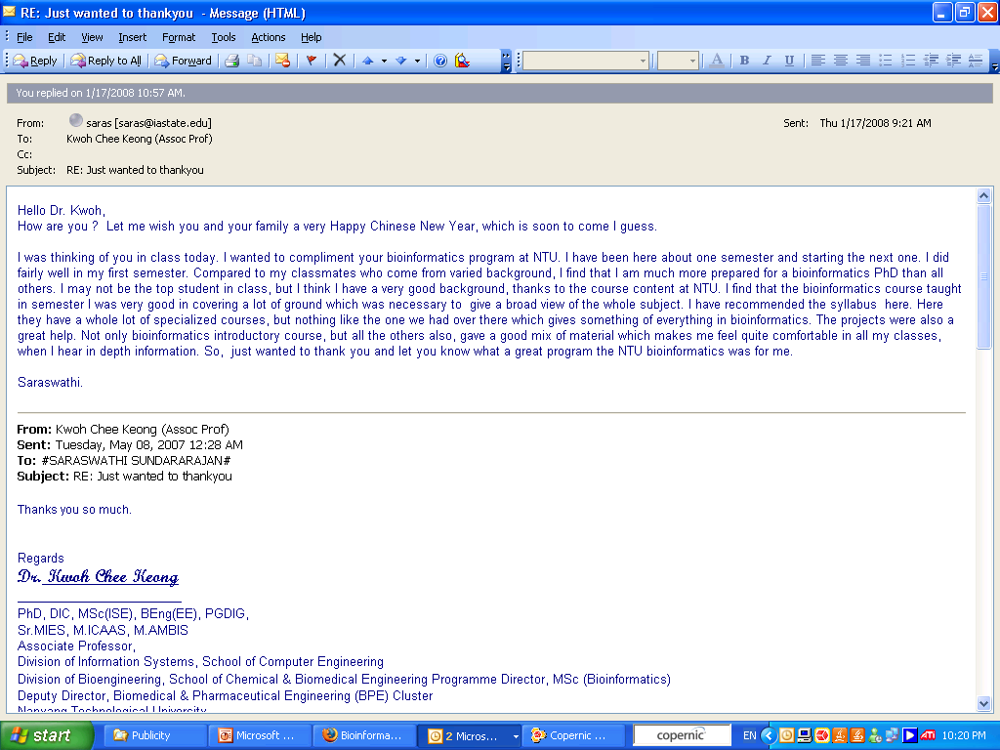 RE: Just wanted to thankyou - Message (HTML)
File Edit View Insert Format Tools Actions Help
Reply Reply to All Forward
You replied on 1/17/2008 10:57 AM.
From: saras [saras@iastate.edu] Sent: Thu 1/17/2008 9:21 AM
To: Kwoh Chee Keong (Assoc Prof)
Cc:
Subject: RE: Just wanted to thankyou
Hello Dr. Kwoh,
How are you ? Let me wish you and your family a very Happy Chinese New Year, which is soon to come I guess.
I was thinking of you in class today. I wanted to compliment your bioinformatics program at NTU. I have been here about one semester and starting the next one. I did
fairly well in my first semester. Compared to my classmates who come from varied background, I find that I am much more prepared for a bioinformatics PhD than all
others. I may not be the top student in class, but I think I have a very good background, thanks to the course content at NTU. I find that the bioinformatics course taught
in semester I was very good in covering a lot of ground which was necessary to give a broad view of the whole subject. I have recommended the syllabus here. Here
they have a whole lot of specialized courses, but nothing like the one we had over there which gives something of everything in bioinformatics. The projects were also a
great help. Not only bioinformatics introductory course, but all the others also, gave a good mix of material which makes me feel quite comfortable in all my classes,
when I hear in depth information. So, just wanted to thank you and let you know what a great program the NTU bioinformatics was for me.
Saraswathi.
From: Kwoh Chee Keong (Assoc Prof)
Sent: Tuesday, May 08, 2007 12:28 AM
To: #SARASWATHI SUNDARARAJAN#
Subject: RE: Just wanted to thankyou
Thanks you so much.
Regards
Dr. Kwoh Chee Keong
PhD, DIC, MSc(ISE), BEng(EE), PGDIG,
Sr.MIES, M.ICAAS, M.AMBIS
Associate Professor,
Division of Information Systems, School of Computer Engineering
Division of Bioengineering, School of Chemical & Biomedical Engineering Programme Director, MSc (Bioinformatics)
Deputy Director, Biomedical & Pharmaceutical Engineering (BPE) Cluster
Nanyang Technological University
start Publicity Microsoft ... Bioinforma... 2 Micros... Copernic ... copernic EN 10:20 PM